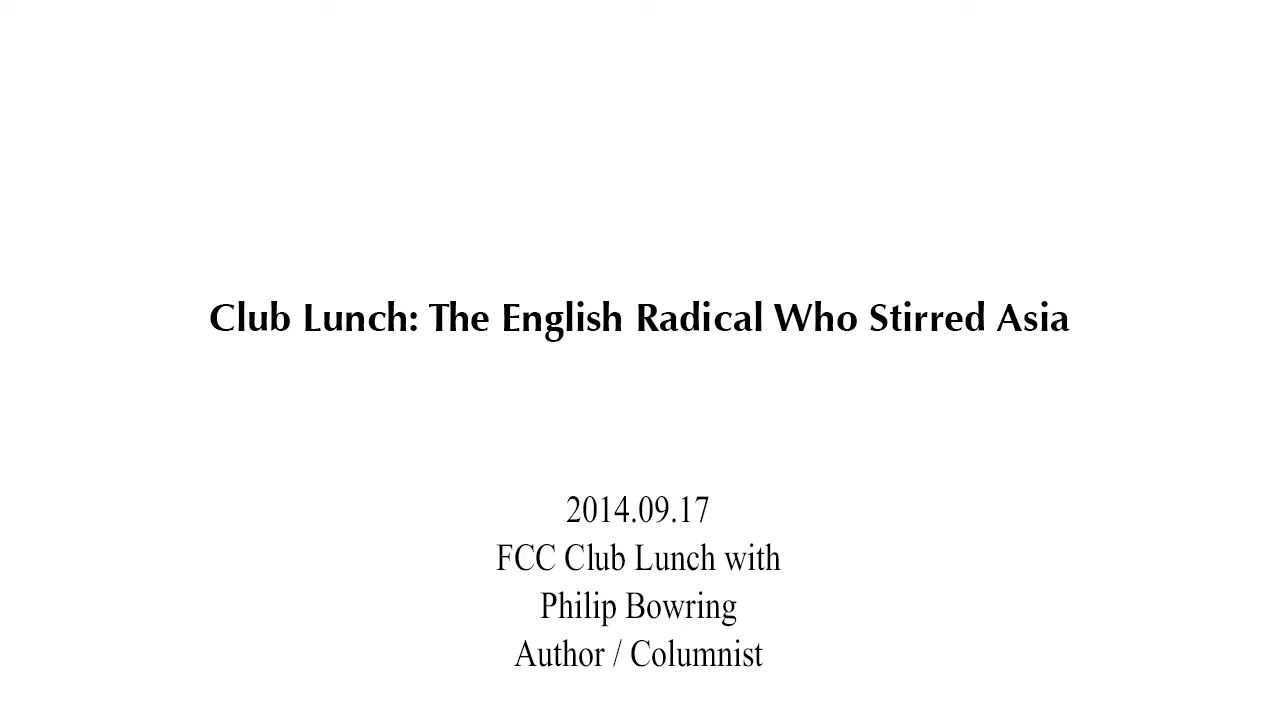 Club Lunch: The English Radical Who Stirred Asia
2014.09.17
FCC Club Lunch with
Philip Bowring
Author / Columnist